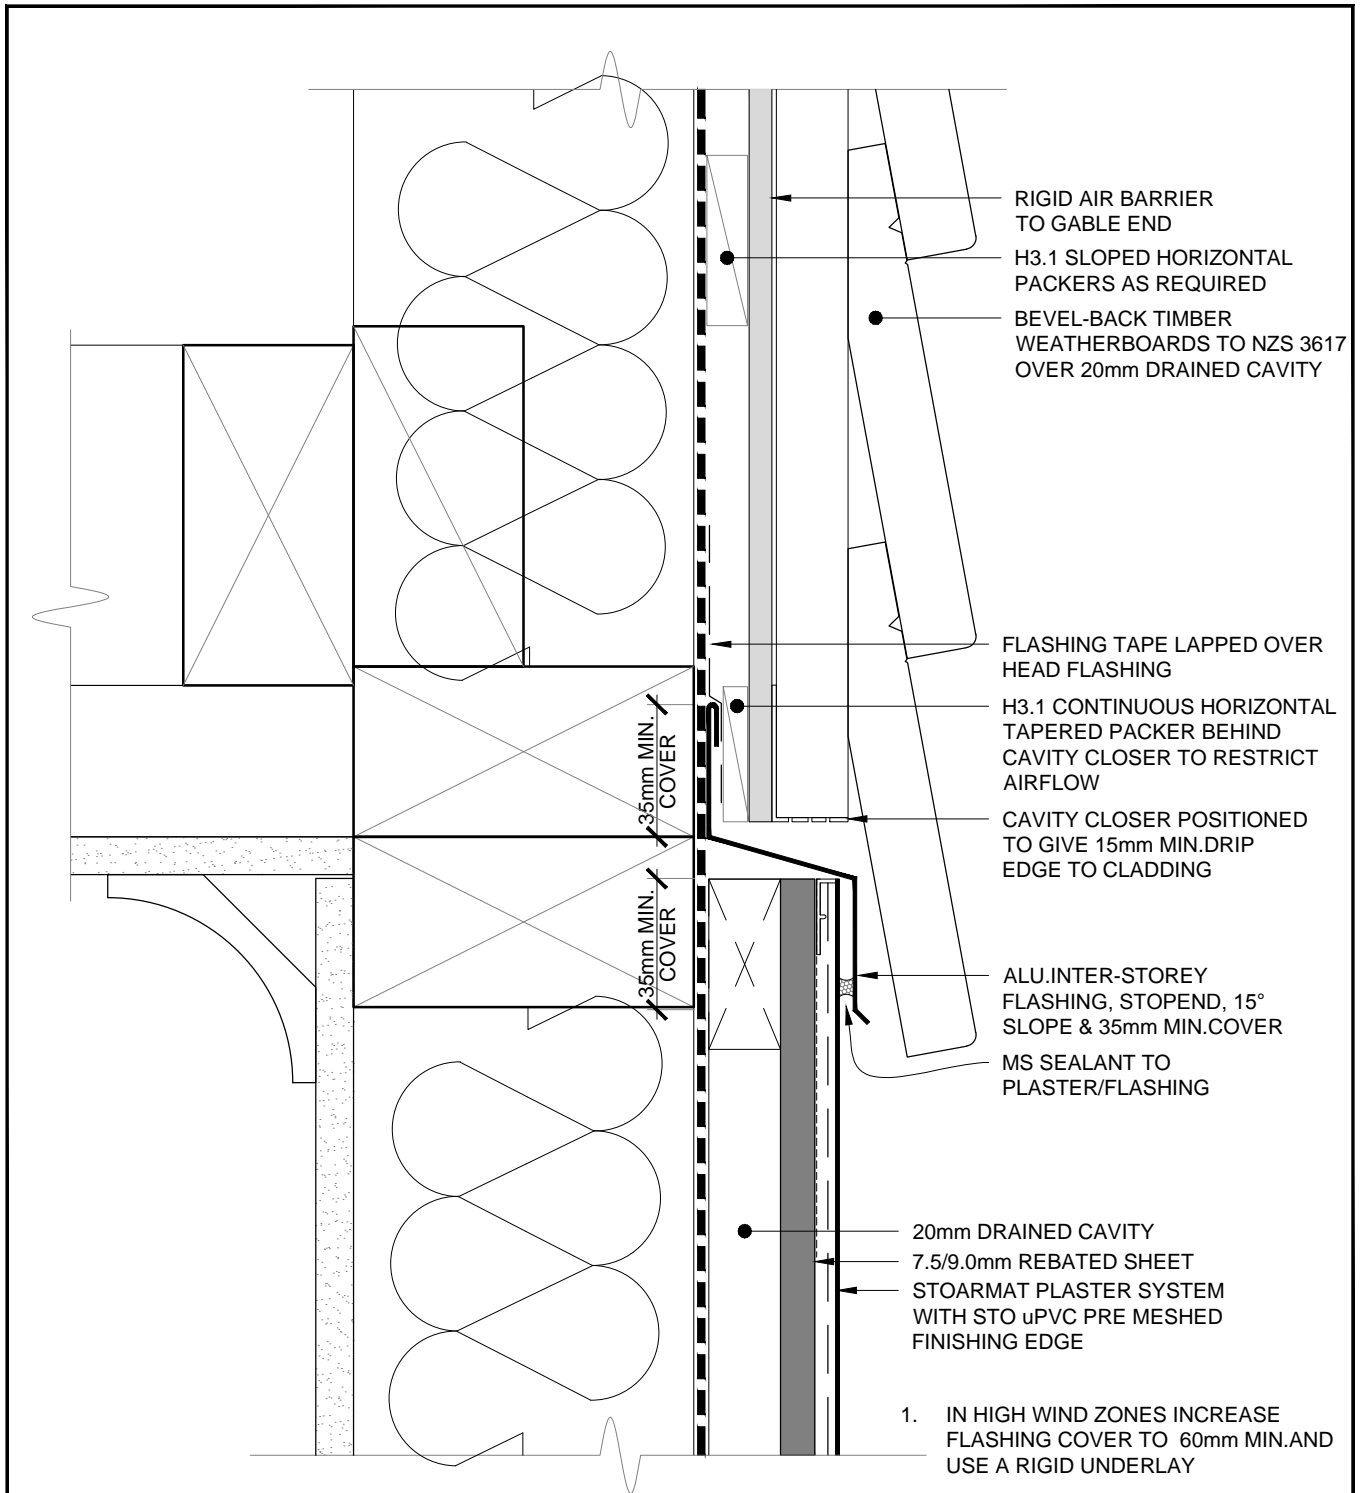 RIGID AIR BARRIER
TO GABLE END
H3.1 SLOPED HORIZONTAL
PACKERS AS REQUIRED
BEVEL-BACK TIMBER
WEATHERBOARDS TO NZS 3617
OVER 20mm DRAINED CAVITY
FLASHING TAPE LAPPED OVER
HEAD FLASHING
H3.1 CONTINUOUS HORIZONTAL
TAPERED PACKER BEHIND
CAVITY CLOSER TO RESTRICT
AIRFLOW
35mm MIN.
COVER
CAVITY CLOSER POSITIONED
TO GIVE 15mm MIN.DRIP
EDGE TO CLADDING
35mm MIN.
COVER
ALU.INTER-STOREY
FLASHING, STOPEND, 15°
SLOPE & 35mm MIN.COVER
MS SEALANT TO
PLASTER/FLASHING
20mm DRAINED CAVITY
7.5/9.0mm REBATED SHEET
STOARMAT PLASTER SYSTEM
WITH STO uPVC PRE MESHED
FINISHING EDGE
1. IN HIGH WIND ZONES INCREASE
FLASHING COVER TO 60mm MIN.AND
USE A RIGID UNDERLAY